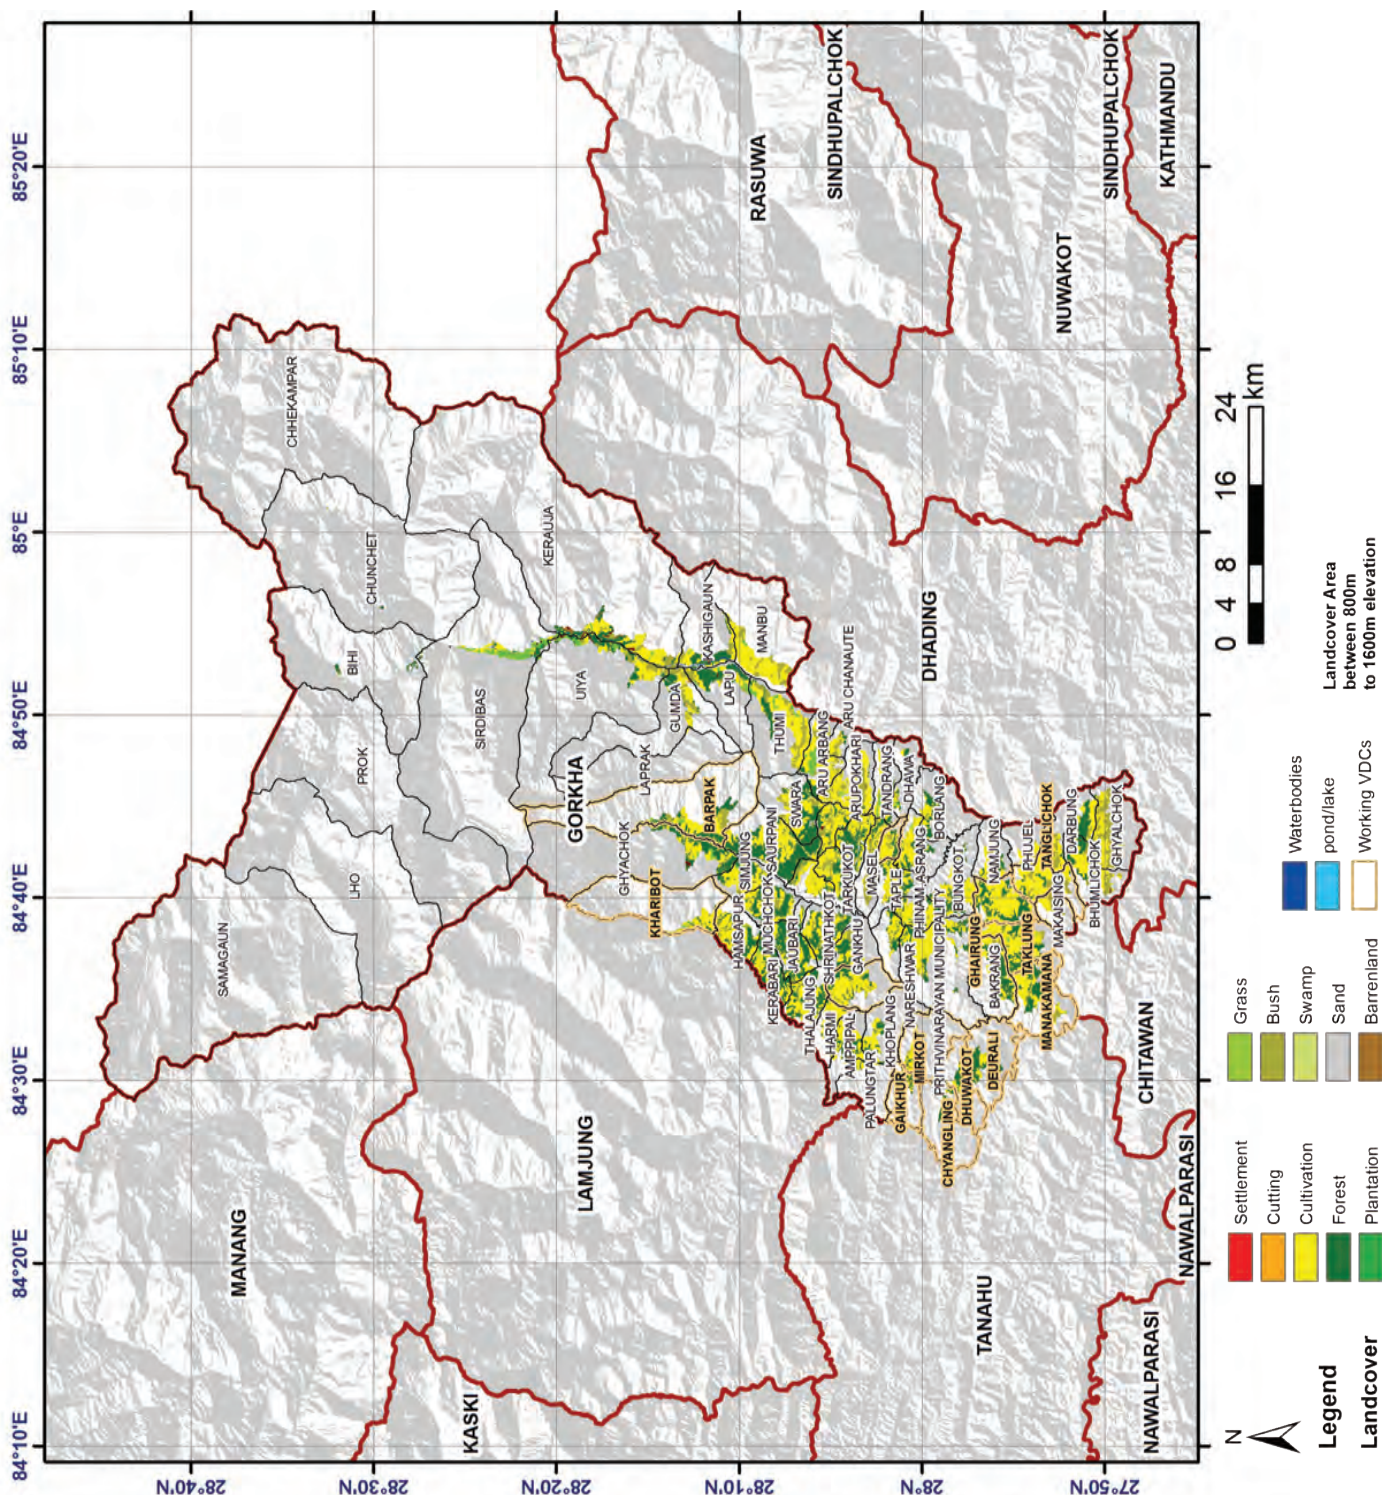 84°10'E
84°20'E
84°30'E
84°40'E
84°50'E
85°E
85°10'E
85°20'E
28°40'N
28°30'N
28°20'N
28°10'N
28°N
27°50'N
MANANG
KASKI
LAMJUNG
TANAHU
NAWALPARASI
NAWALPARASI
CHITAWAN
GORKHA
DHADING
RASUWA
NUWAKOT
SINDHUPALCHOK
SINDHUPALCHOK
KATHMANDU
SAMAGAUN
LHO
PROK
BIHI
CHUNCHET
CHHEKAMPAR
SIRDIBAS
KERAUJA
UIYA
KASHIGAUN
MANBU
GUMDA
LAPU
LAPRAK
THUMI
GHYACHOK
BARPAK
KHARIBOT
HAMSAPUR
SIMJUNG
KERABARI
MUCHCHOK
SAURPANI
SWARA
ARU ARBANG
ARU CHANAUTE
JAUBARI
ARUPOKHARI
THALAJUNG
SHRINATHKOT
TARKUKOT
TANDRANG
HARMI
GANKHU
MASEL
DHAWA
AMPPIPAL
TAPLE
BORLANG
PALUNGTAR
KHOPLANG
NARESHWAR
PHINAM
ASRANG
GAIKHUR
MIRKOT
PRITHVINARAYAN MUNICIPALITY
BUNGKOT
NAMJUNG
CHYANGLING
DHUWAKOT
DEURALI
BAKRANG
GHAIRUNG
PHUJEL
TANGLICHOK
TAKLUNG
MANAKAMANA
MAKAISING
DARBUNG
BHUMLICHOK
GHYALCHOK
0 4 8 16 24
km
N
Legend
Landcover
Settlement
Cutting
Cultivation
Forest
Plantation
Grass
Bush
Swamp
Sand
Barrenland
Waterbodies
pond/lake
Working VDCs
Landcover Area
between 800m
to 1600m elevation